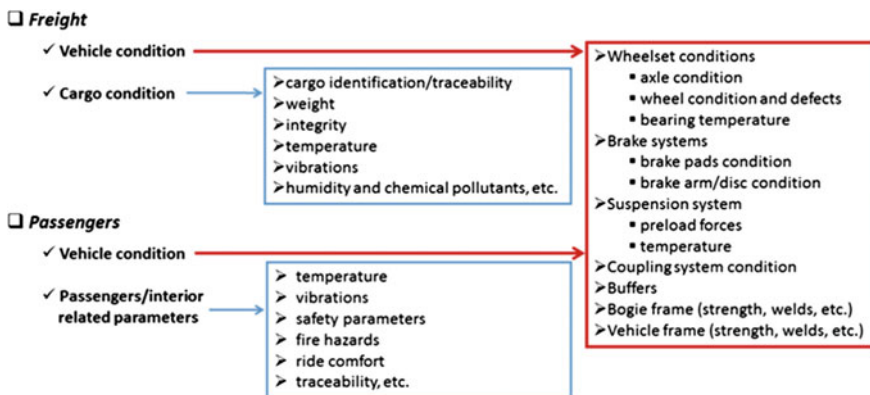 ❑ Freight
✓ Vehicle condition
✓ Cargo condition
➢cargo identification/traceability
➢weight
➢integrity
➢temperature
➢vibrations
➢humidity and chemical pollutants, etc.
❑ Passengers
✓ Vehicle condition
✓ Passengers/interior
related parameters
➢ temperature
➢ vibrations
➢ safety parameters
➢ fire hazards
➢ ride comfort
➢ traceability, etc.
➢Wheelset conditions
▪ axle condition
▪ wheel condition and defects
▪ bearing temperature
➢Brake systems
▪ brake pads condition
▪ brake arm/disc condition
➢Suspension system
▪ preload forces
▪ temperature
➢Coupling system condition
➢Buffers
➢Bogie frame (strength, welds, etc.)
➢Vehicle frame (strength, welds, etc.)